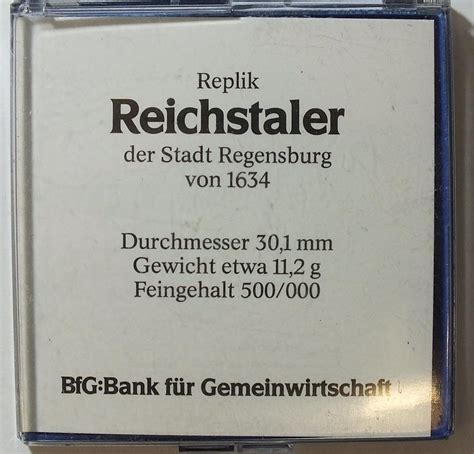 Replik
Reichstaler
der Stadt Regensburg
von 1634
Durchmesser 30,1 mm
Gewicht etwa 11,2 g
Feingehalt 500/000
BfG:Bank für Gemeinwirtschaft